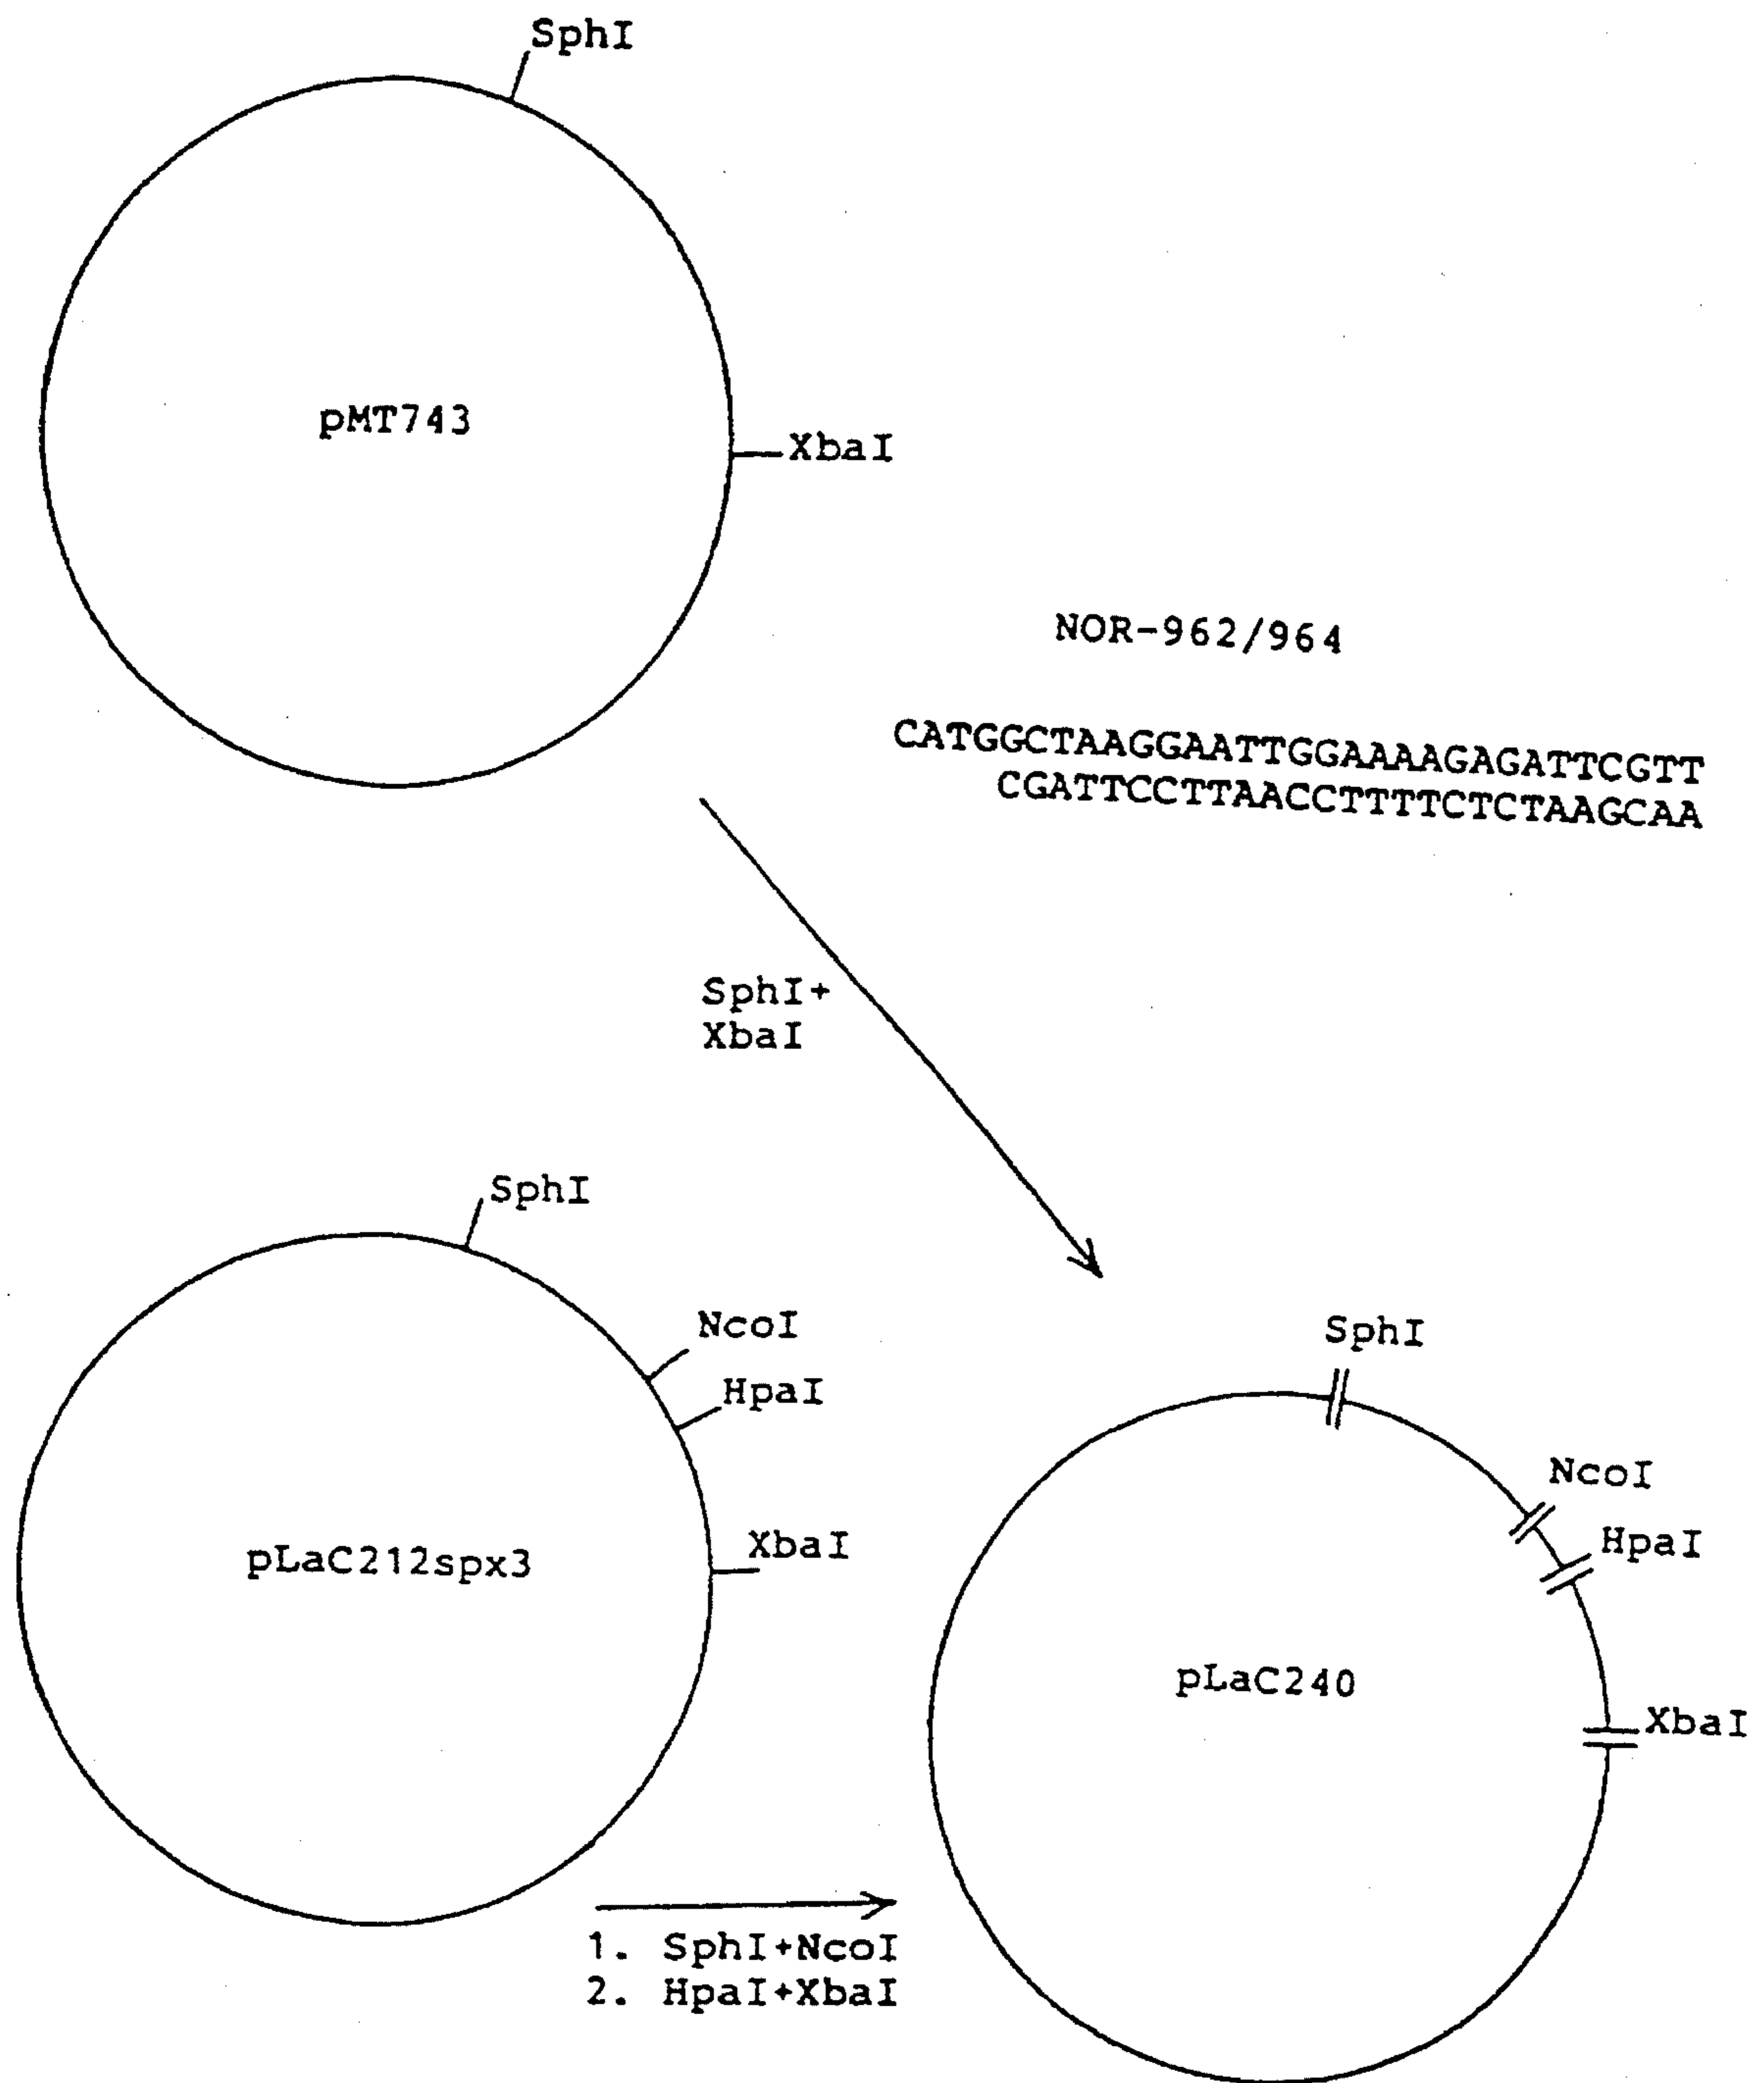 SphI
pMT743
XbaI
NOR-962/964
CATGGCTAAGGAATTGGAAAAGAGATTCGTT
CGATTCCTTAACCTTTTCTCTAAGCAA
SphI+
XbaI
SphI
NcoI
HpaI
XbaI
pLaC212spx3
SphI
NcoI
HpaI
XbaI
pLaC240
1. SphI+NcoI
2. HpaI+XbaI